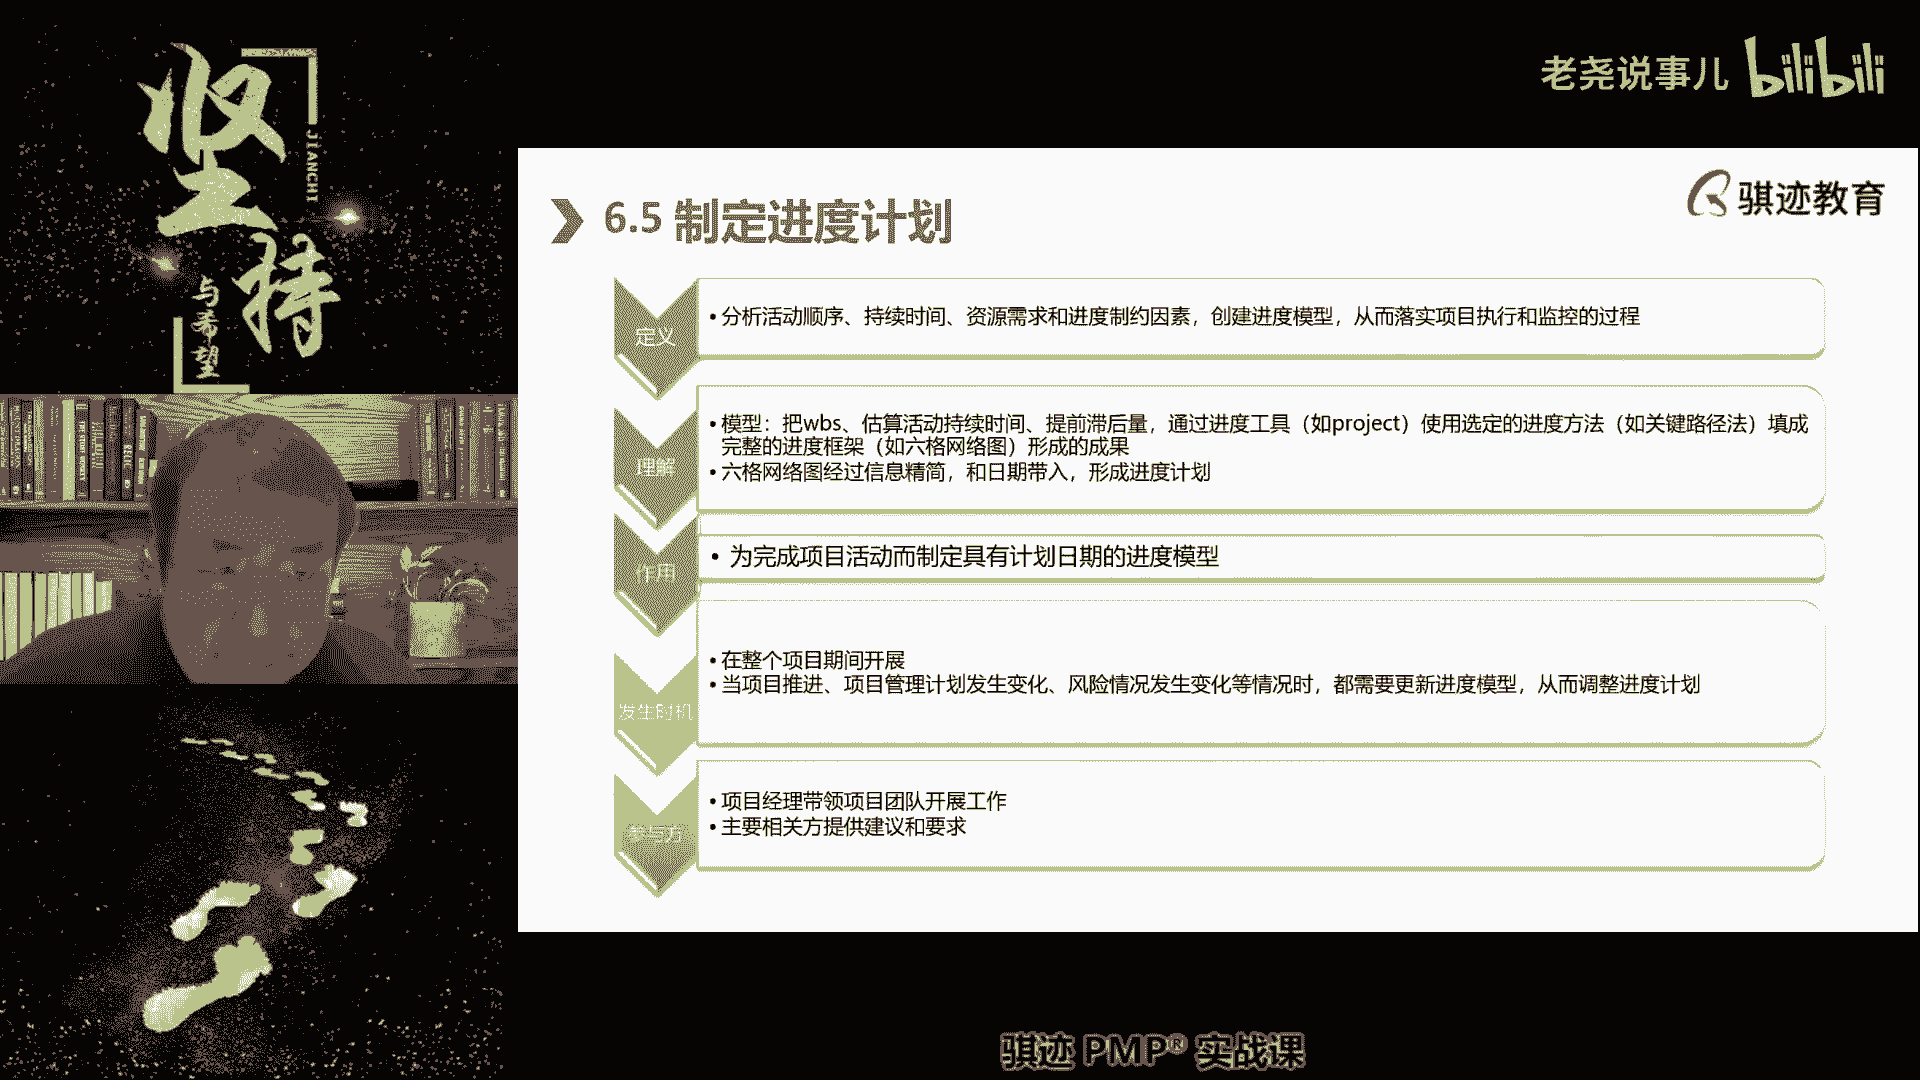 坚持
JIANCHI
与希望
老尧说事儿 bilibili
骐迹教育
6.5 制定进度计划
定义
•分析活动顺序、持续时间、资源需求和进度制约因素，创建进度模型，从而落实项目执行和监控的过程
理解
•模型：把wbs、估算活动持续时间、提前滞后量，通过进度工具（如project）使用选定的进度方法（如关键路径法）填成
完整的进度框架（如六格网络图）形成的成果
•六格网络图经过信息精简，和日期带入，形成进度计划
作用
• 为完成项目活动而制定具有计划日期的进度模型
发生时机
•在整个项目期间开展
•当项目推进、项目管理计划发生变化、风险情况发生变化等情况时，都需要更新进度模型，从而调整进度计划
参与方
•项目经理带领项目团队开展工作
•主要相关方提供建议和要求
骐迹 PMP® 实战课